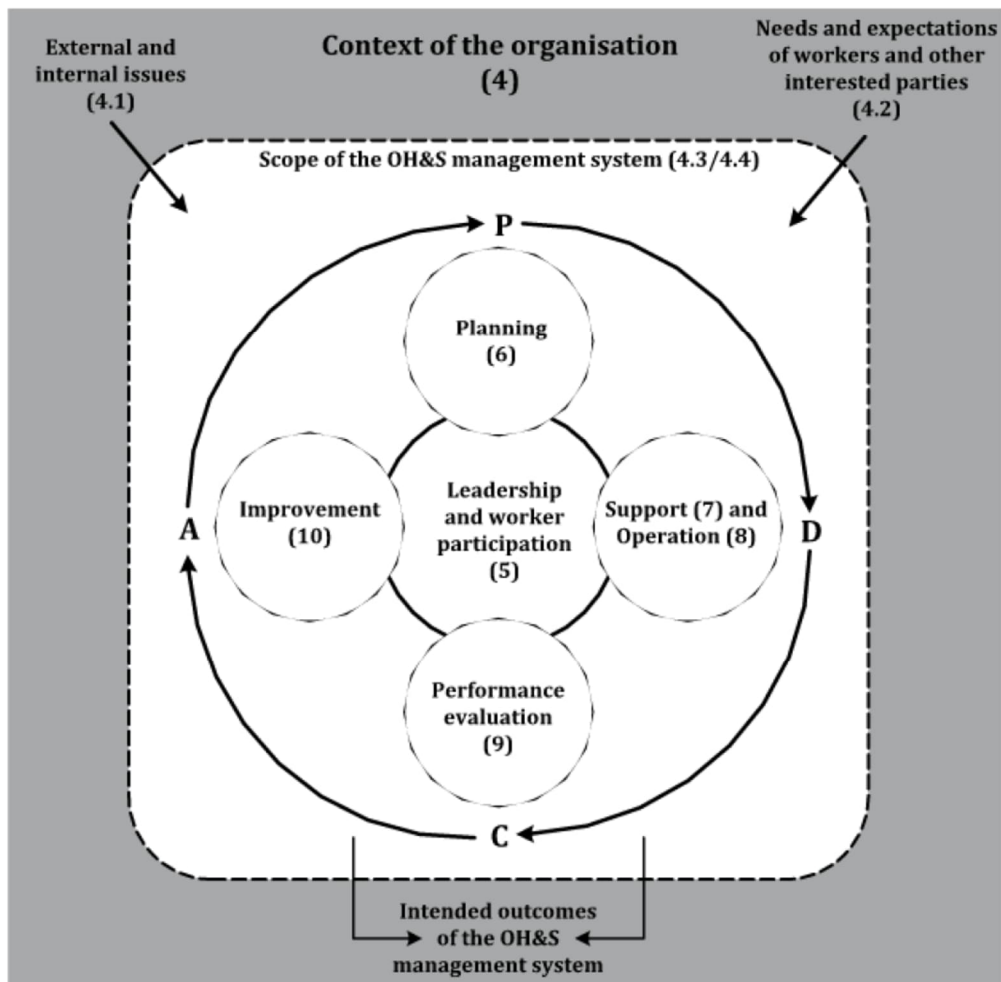 External and
internal issues
(4.1)
Context of the organisation
(4)
Needs and expectations
of workers and other
interested parties
(4.2)
Scope of the OH&S management system (4.3/4.4)
P
Planning
(6)
A
Improvement
(10)
Leadership
and worker
participation
(5)
Support (7) and
Operation (8)
D
Performance
evaluation
(9)
C
Intended outcomes
of the OH&S
management system